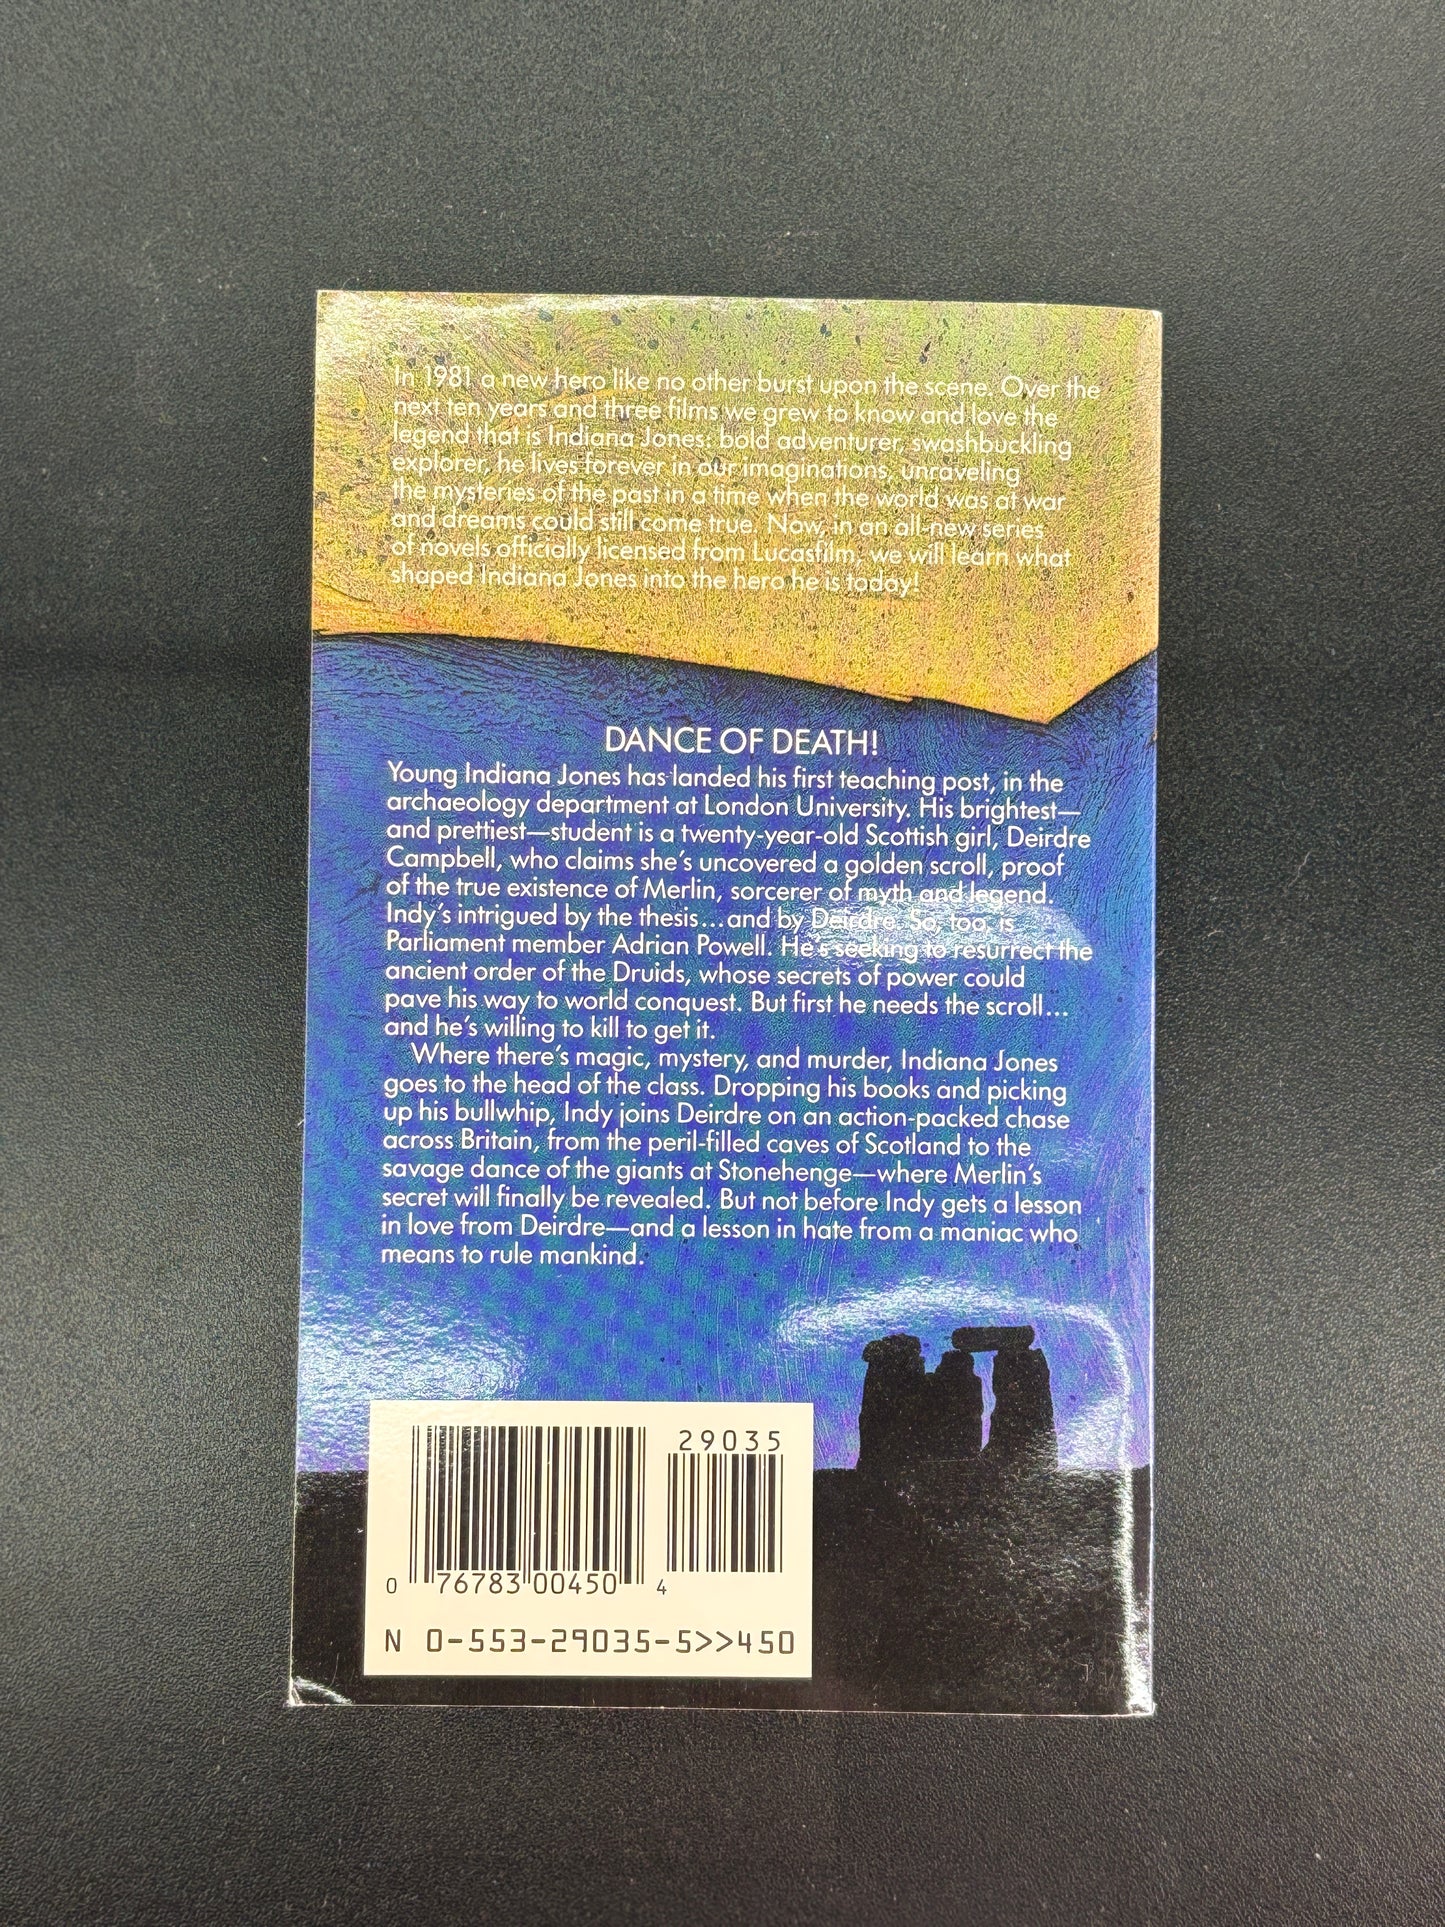 In 1981 a new hero like no other burst upon the scene. Over the
next ten years and three films we grew to know and love the
legend that is Indiana Jones: bold adventurer, swashbuckling
explorer, he lives forever in our imaginations, unraveling
the mysteries of the past in a time when the world was at war
and dreams could still come true. Now, in an all-new series
of novels officially licensed from Lucasfilm, we will learn what
shaped Indiana Jones into the hero he is today!
DANCE OF DEATH!
Young Indiana Jones has landed his first teaching post, in the
archaeology department at London University. His brightest—
and prettiest—student is a twenty-year-old Scottish girl, Deirdre
Campbell, who claims she's uncovered a golden scroll, proof
of the true existence of Merlin, sorcerer of myth and legend.
Indy's intrigued by the thesis...and by Deirdre. So, too, is
Parliament member Adrian Powell. He's seeking to resurrect the
ancient order of the Druids, whose secrets of power could
pave his way to world conquest. But first he needs the scroll...
and he's willing to kill to get it.
Where there's magic, mystery, and murder, Indiana Jones
goes to the head of the class. Dropping his books and picking
up his bullwhip, Indy joins Deirdre on an action-packed chase
across Britain, from the peril-filled caves of Scotland to the
savage dance of the giants at Stonehenge—where Merlin's
secret will finally be revealed. But not before Indy gets a lesson
in love from Deirdre—and a lesson in hate from a maniac who
means to rule mankind.
29035
0 76783 00450 4
N 0-553-29035-5>>450